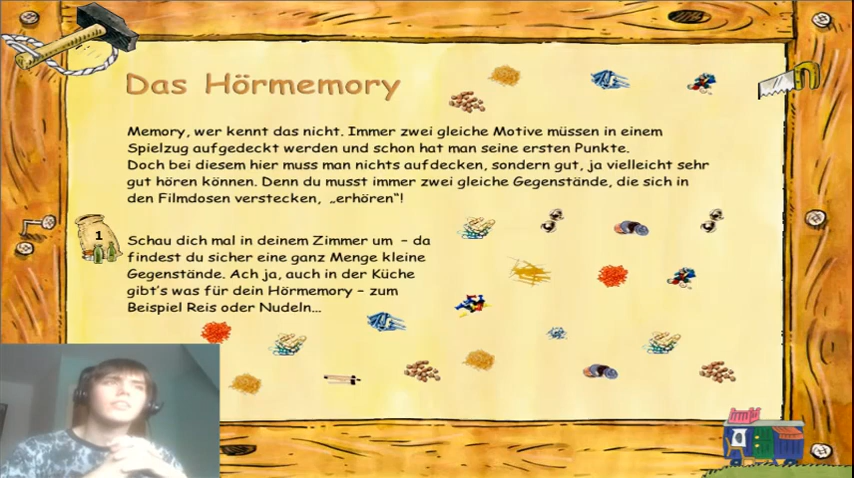 Das Hörmemory
Memory, wer kennt das nicht. Immer zwei gleiche Motive müssen in einem
Spielzug aufgedeckt werden und schon hat man seine ersten Punkte.
Doch bei diesem hier muss man nichts aufdecken, sondern gut, ja vielleicht sehr
gut hören können. Denn du musst immer zwei gleiche Gegenstände, die sich in
den Filmdosen verstecken, „erhören“!
1
Schau dich mal in deinem Zimmer um – da
findest du sicher eine ganz Menge kleine
Gegenstände. Ach ja, auch in der Küche
gibt's was für dein Hörmemory – zum
Beispiel Reis oder Nudeln…